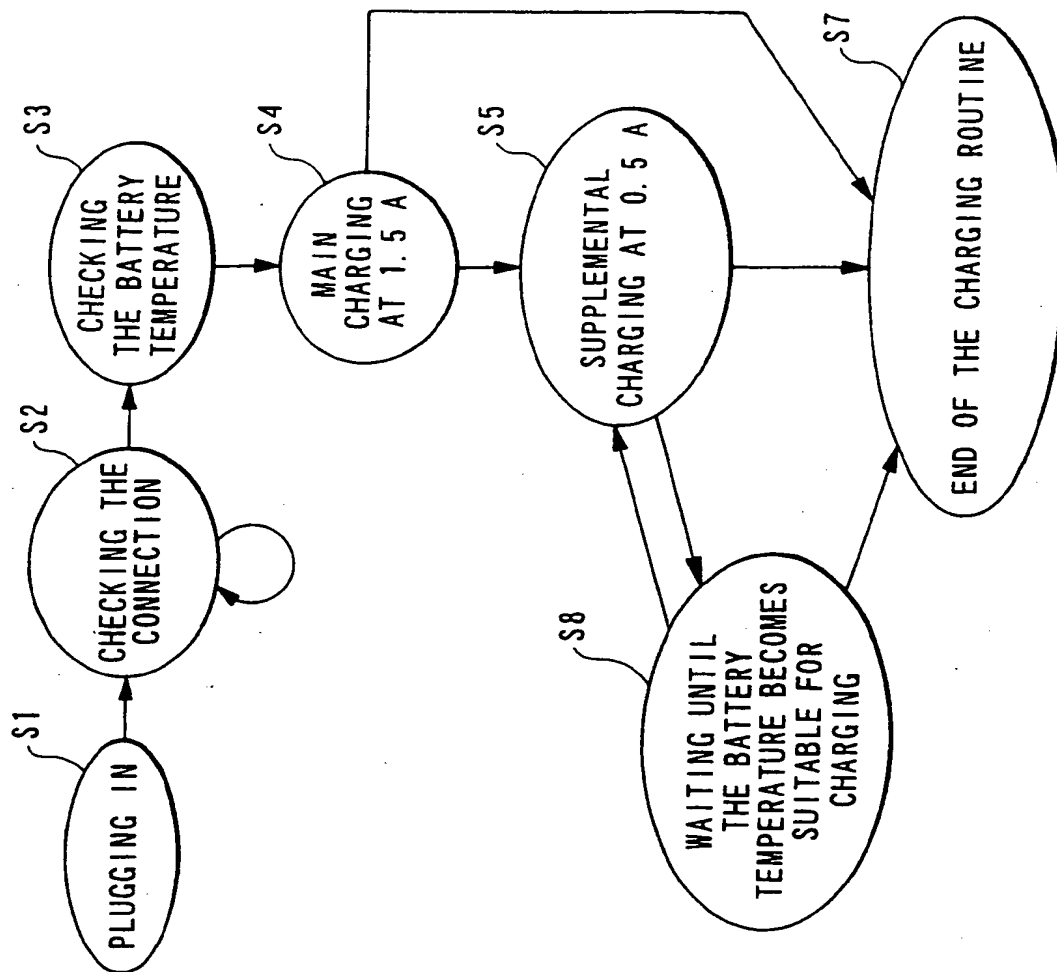 S1
PLUGGING IN
S2
CHECKING THE
CONNECTION
S3
CHECKING
THE BATTERY
TEMPERATURE
S4
MAIN
CHARGING
AT 1.5 A
S5
SUPPLEMENTAL
CHARGING AT 0.5 A
S8
WAITING UNTIL
THE BATTERY
TEMPERATURE BECOMES
SUITABLE FOR
CHARGING
S7
END OF THE CHARGING ROUTINE